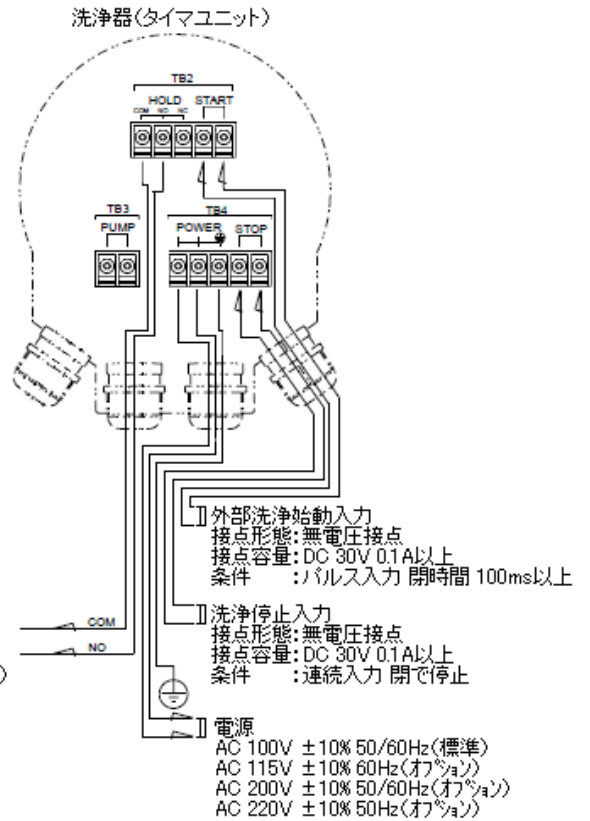 洗浄器(タイマユニット)
TB2
HOLD START
COM NO NC
TB3
PUMP
TB4
POWER STOP
外部洗浄始動入力
接点形態:無電圧接点
接点容量:DC 30V 0.1A以上
条件 :パルス入力 閉時間 100ms以上
洗浄停止入力
接点形態:無電圧接点
接点容量:DC 30V 0.1A以上
条件 :連続入力 閉で停止
COM
NO
)
電源
AC 100V ±10% 50/60Hz(標準)
AC 115V ±10% 60Hz(オプション)
AC 200V ±10% 50/60Hz(オプション)
AC 220V ±10% 50Hz(オプション)